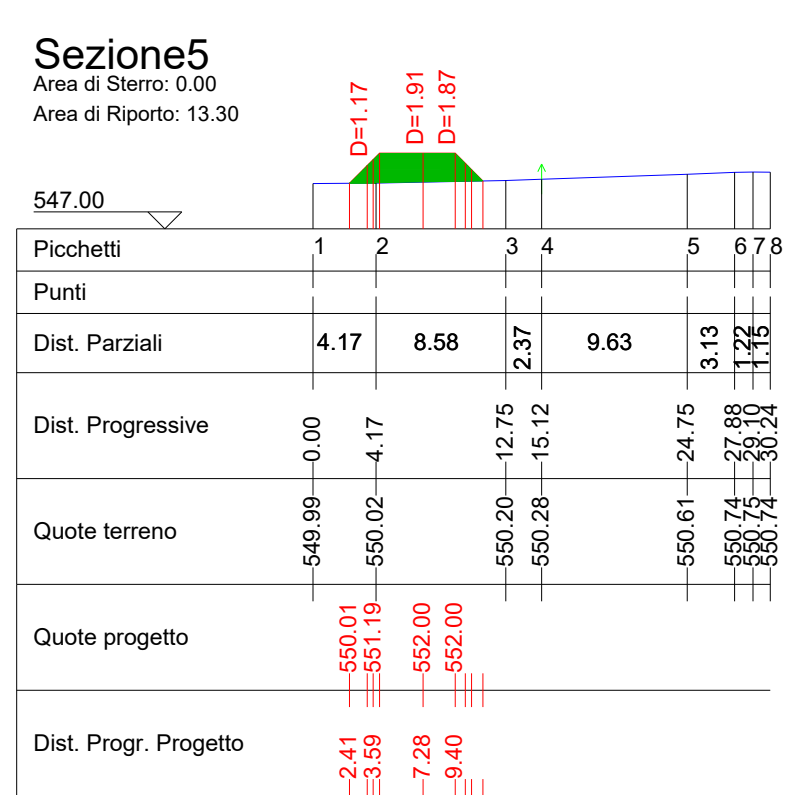 Sezione5
Area di Sterro: 0.00
Area di Riporto: 13.30
D=1.17 D=1.91 D=1.87
547.00
Picchetti 1 2 3 4 5 6 7 8
Punti
Dist. Parziali 4.17 8.58 2.37 9.63 3.13 1.22 1.15
Dist. Progressive 0.00 4.17 12.75 15.12 24.75 27.88 29.10 30.24
Quote terreno 549.99 550.02 550.20 550.28 550.61 550.74 550.75 550.74
Quote progetto 550.01 551.19 552.00 552.00
Dist. Progr. Progetto 2.41 3.59 7.28 9.40